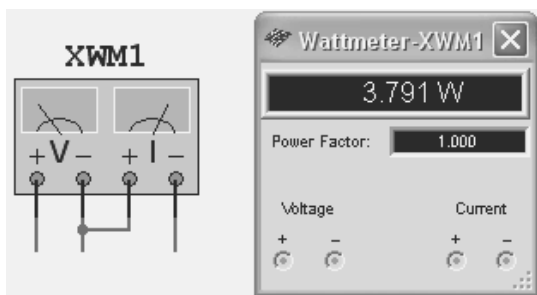 XWM1
+ V - + I -
Wattmeter-XWM1
3.791 W
Power Factor: 1.000
Voltage Current
+ - + -